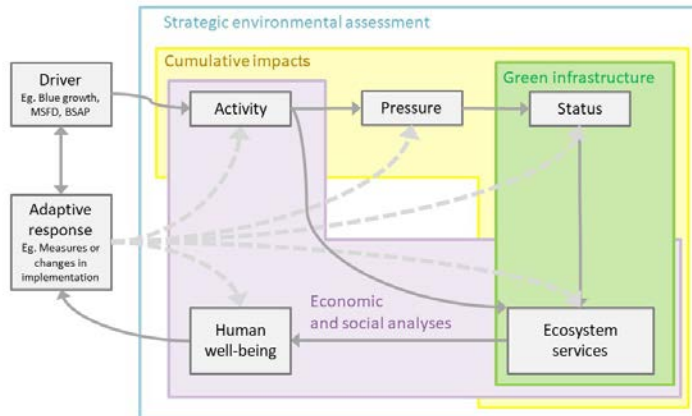 Strategic environmental assessment
Cumulative impacts
Green infrastructure
Driver
Eg. Blue growth,
MSFD, BSAP
Activity
Pressure
Status
Adaptive
response
Eg. Measures or
changes in
implementation
Economic
and social analyses
Human
well-being
Ecosystem
services